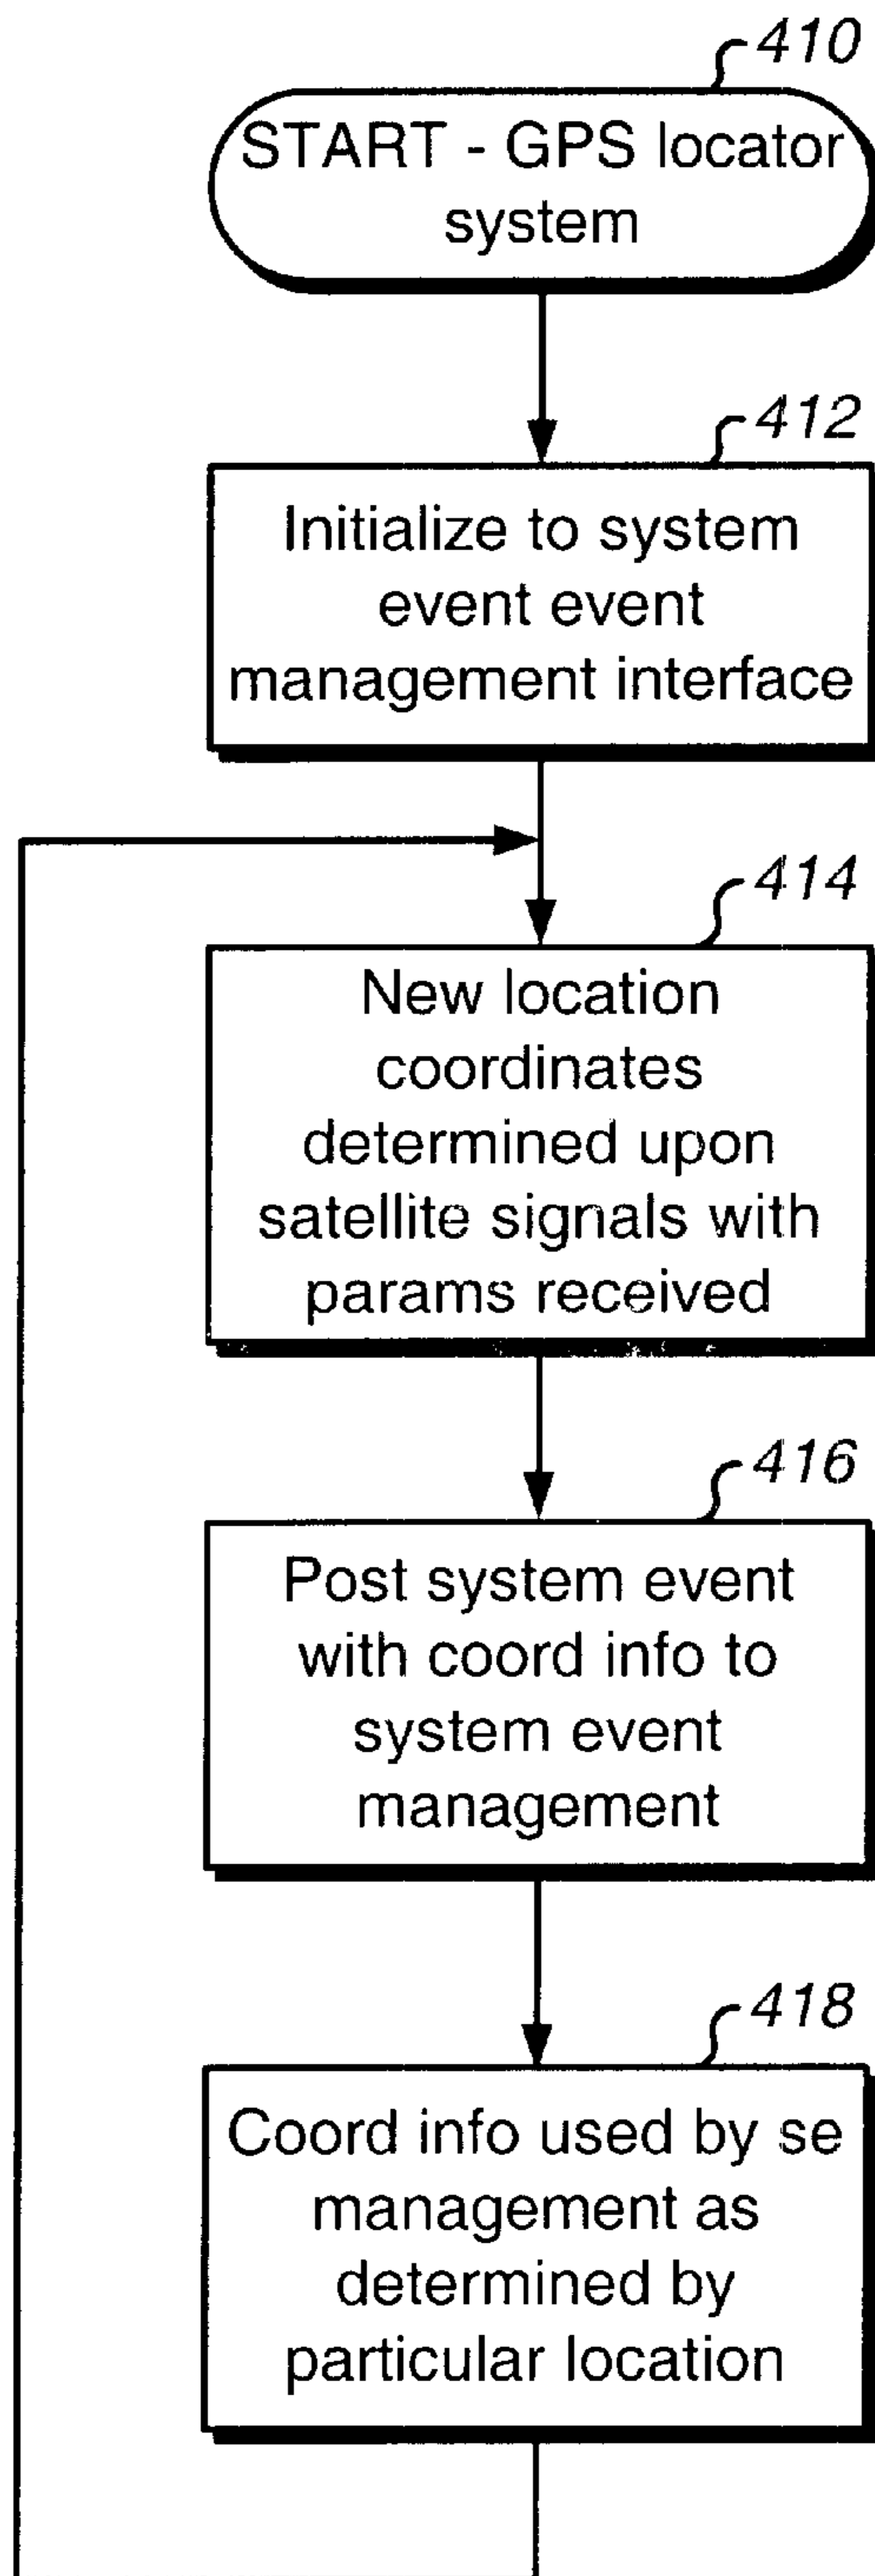 410
START - GPS locator
system
412
Initialize to system
event event
management interface
414
New location
coordinates
determined upon
satellite signals with
params received
416
Post system event
with coord info to
system event
management
418
Coord info used by se
management as
determined by
particular location